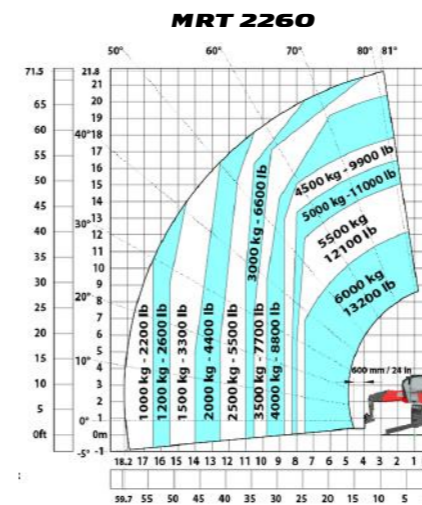 MRT 2260
50° 60° 70° 80° 81°
71.5 21.8
21
65 20
19
60 40° 18
17
55 16
50 15
14
45 30° 13
12
40 11
35 10
9
30 20° 8
25 7
6
20 5
15 10° 4
3
10 2
5 0° 1
0ft 0m
-5° -1
1000 kg - 2200 lb
1200 kg - 2600 lb
1500 kg - 3300 lb
2000 kg - 4400 lb
2500 kg - 5500 lb
3000 kg - 6600 lb
3500 kg - 7700 lb
4000 kg - 8800 lb
4500 kg - 9900 lb
5000 kg -11000 lb
5500 kg
12100 lb
6000 kg
13200 lb
600 mm / 24 in
18.2 17 16 15 14 13 12 11 10 9 8 7 6 5 4 3 2 1
59.7 55 50 45 40 35 30 25 20 15 10 5
: